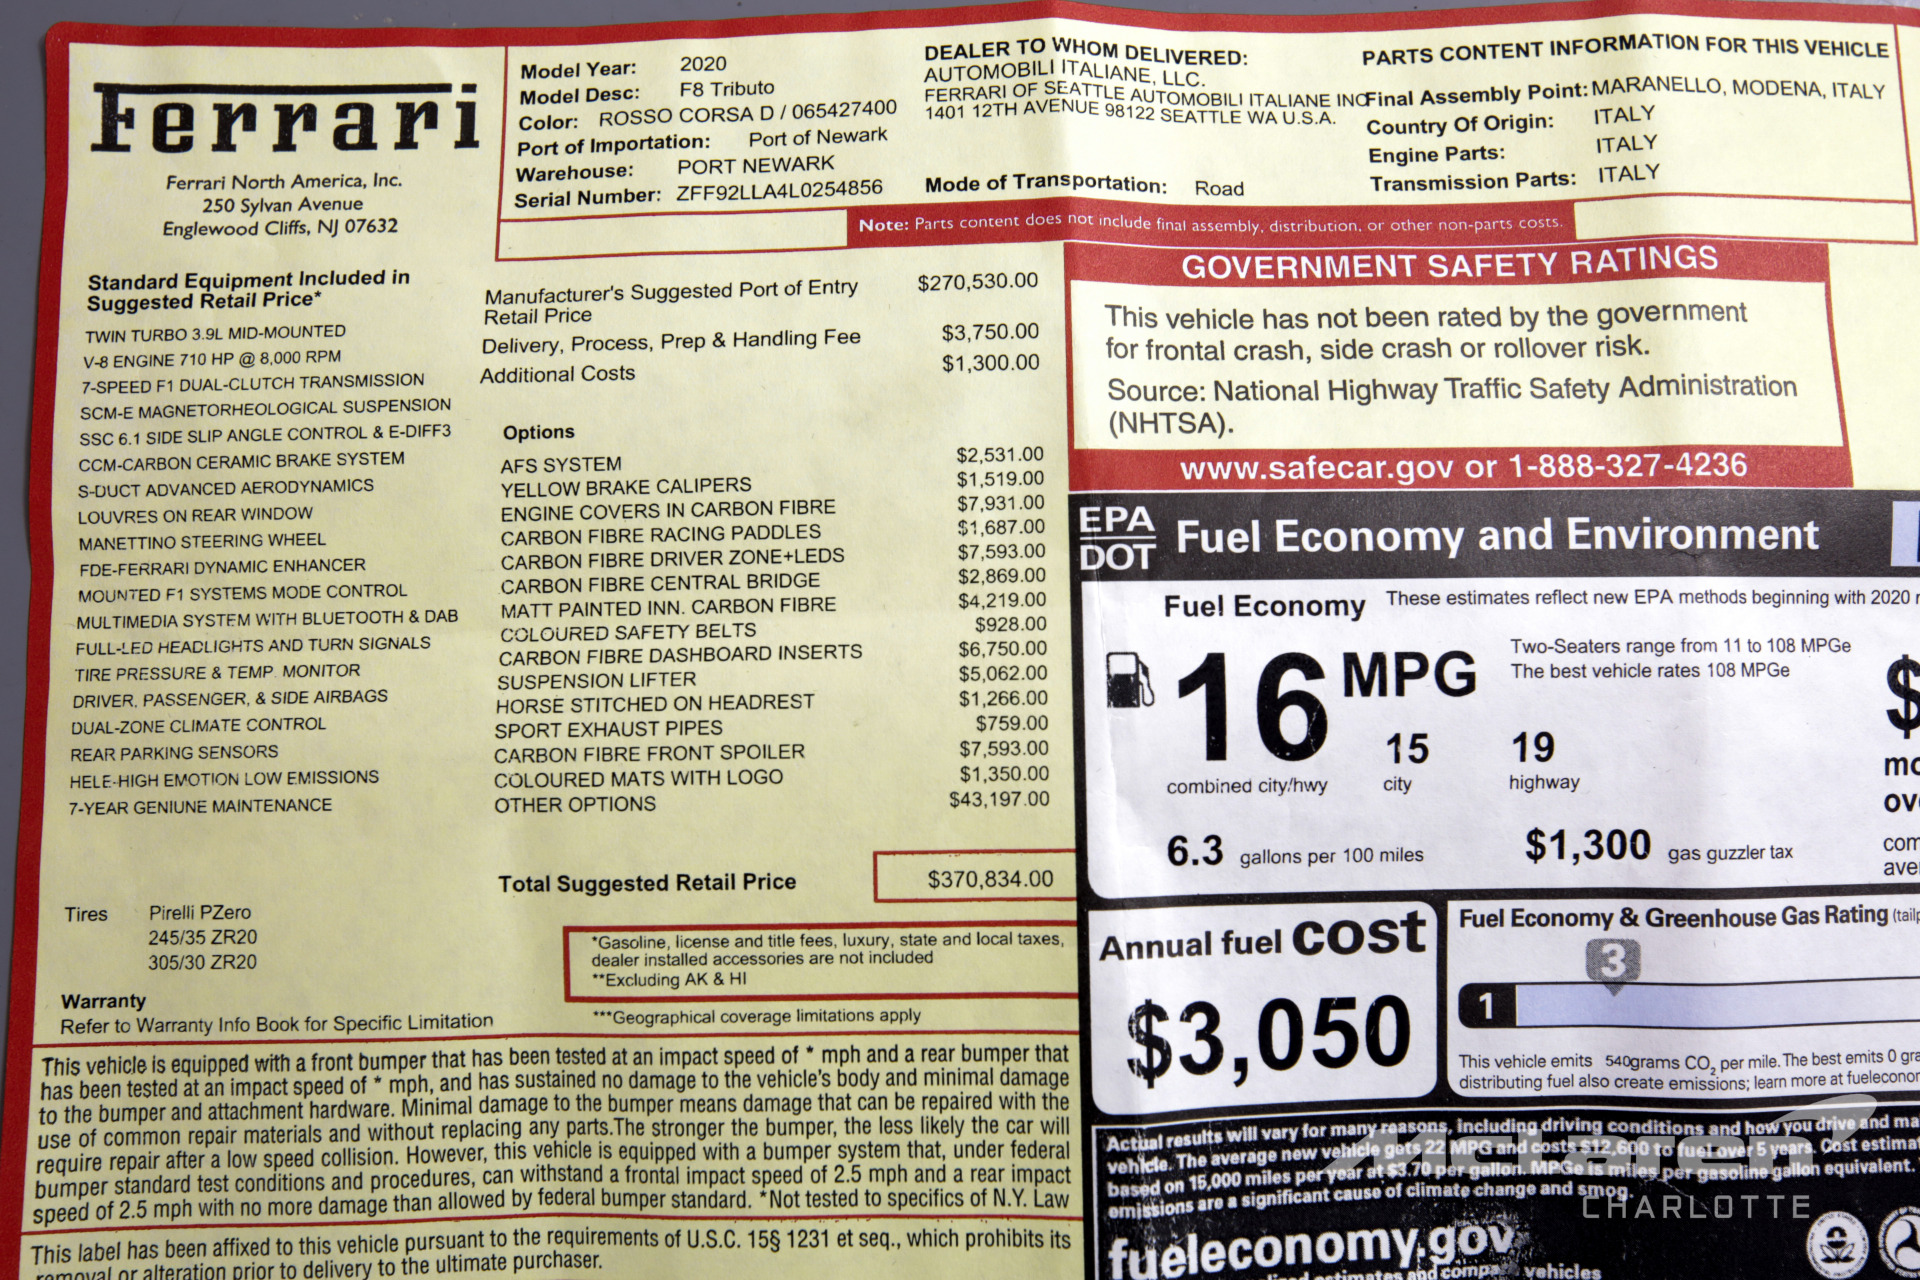 Ferrari
Ferrari North America, Inc.
250 Sylvan Avenue
Englewood Cliffs, NJ 07632
Model Year: 2020
Model Desc: F8 Tributo
Color: ROSSO CORSA D / 065427400
Port of Importation: Port of Newark
Warehouse: PORT NEWARK
Serial Number: ZFF92LLA4L0254856
DEALER TO WHOM DELIVERED:
AUTOMOBILI ITALIANE, LLC.
FERRARI OF SEATTLE AUTOMOBILI ITALIANE INC
1401 12TH AVENUE 98122 SEATTLE WA U.S.A.
Mode of Transportation: Road
PARTS CONTENT INFORMATION FOR THIS VEHICLE
Final Assembly Point: MARANELLO, MODENA, ITALY
Country Of Origin: ITALY
Engine Parts: ITALY
Transmission Parts: ITALY
Note: Parts content does not include final assembly, distribution, or other non-parts costs.
Standard Equipment Included in
Suggested Retail Price*
TWIN TURBO 3.9L MID-MOUNTED
V-8 ENGINE 710 HP @ 8,000 RPM
7-SPEED F1 DUAL-CLUTCH TRANSMISSION
SCM-E MAGNETORHEOLOGICAL SUSPENSION
SSC 6.1 SIDE SLIP ANGLE CONTROL & E-DIFF3
CCM-CARBON CERAMIC BRAKE SYSTEM
S-DUCT ADVANCED AERODYNAMICS
LOUVRES ON REAR WINDOW
MANETTINO STEERING WHEEL
FDE-FERRARI DYNAMIC ENHANCER
MOUNTED F1 SYSTEMS MODE CONTROL
MULTIMEDIA SYSTEM WITH BLUETOOTH & DAB
FULL-LED HEADLIGHTS AND TURN SIGNALS
TIRE PRESSURE & TEMP. MONITOR
DRIVER, PASSENGER, & SIDE AIRBAGS
DUAL-ZONE CLIMATE CONTROL
REAR PARKING SENSORS
HELE-HIGH EMOTION LOW EMISSIONS
7-YEAR GENIUNE MAINTENANCE
Tires Pirelli PZero
245/35 ZR20
305/30 ZR20
Warranty
Refer to Warranty Info Book for Specific Limitation
Manufacturer's Suggested Port of Entry $270,530.00
Retail Price
Delivery, Process, Prep & Handling Fee $3,750.00
Additional Costs $1,300.00
Options
AFS SYSTEM $2,531.00
YELLOW BRAKE CALIPERS $1,519.00
ENGINE COVERS IN CARBON FIBRE $7,931.00
CARBON FIBRE RACING PADDLES $1,687.00
CARBON FIBRE DRIVER ZONE+LEDS $7,593.00
CARBON FIBRE CENTRAL BRIDGE $2,869.00
MATT PAINTED INN. CARBON FIBRE $4,219.00
COLOURED SAFETY BELTS $928.00
CARBON FIBRE DASHBOARD INSERTS $6,750.00
SUSPENSION LIFTER $5,062.00
HORSE STITCHED ON HEADREST $1,266.00
SPORT EXHAUST PIPES $759.00
CARBON FIBRE FRONT SPOILER $7,593.00
COLOURED MATS WITH LOGO $1,350.00
OTHER OPTIONS $43,197.00
Total Suggested Retail Price $370,834.00
*Gasoline, license and title fees, luxury, state and local taxes,
dealer installed accessories are not included
**Excluding AK & HI
***Geographical coverage limitations apply
This vehicle is equipped with a front bumper that has been tested at an impact speed of * mph and a rear bumper that
has been tested at an impact speed of * mph, and has sustained no damage to the vehicle's body and minimal damage
to the bumper and attachment hardware. Minimal damage to the bumper means damage that can be repaired with the
use of common repair materials and without replacing any parts.The stronger the bumper, the less likely the car will
require repair after a low speed collision. However, this vehicle is equipped with a bumper system that, under federal
bumper standard test conditions and procedures, can withstand a frontal impact speed of 2.5 mph and a rear impact
speed of 2.5 mph with no more damage than allowed by federal bumper standard. *Not tested to specifics of N.Y. Law
This label has been affixed to this vehicle pursuant to the requirements of U.S.C. 15§ 1231 et seq., which prohibits its
removal or alteration prior to delivery to the ultimate purchaser.
GOVERNMENT SAFETY RATINGS
This vehicle has not been rated by the government
for frontal crash, side crash or rollover risk.
Source: National Highway Traffic Safety Administration
(NHTSA).
www.safecar.gov or 1-888-327-4236
EPA
DOT Fuel Economy and Environment
Fuel Economy These estimates reflect new EPA methods beginning with 2020
16 MPG
Two-Seaters range from 11 to 108 MPGe
The best vehicle rates 108 MPGe
15 19
combined city/hwy city highway
6.3 gallons per 100 miles $1,300 gas guzzler tax
$
Annual fuel cost
$3,050
Fuel Economy & Greenhouse Gas Rating
3
1
This vehicle emits 540grams CO2 per mile. The best emits 0
distributing fuel also create emissions; learn more at
Actual results will vary for many reasons, including driving conditions and how you drive and
vehicle. The average new vehicle gets 22 MPG and costs $12,600 to fuel over 5 years. Cost
based on 15,000 miles per year at $3.70 per gallon. MPGe is miles per gasoline gallon equivalent.
emissions are a significant cause of climate change and smog.
fueleconomy.gov
estimates and vehicles
CHARLOTTE